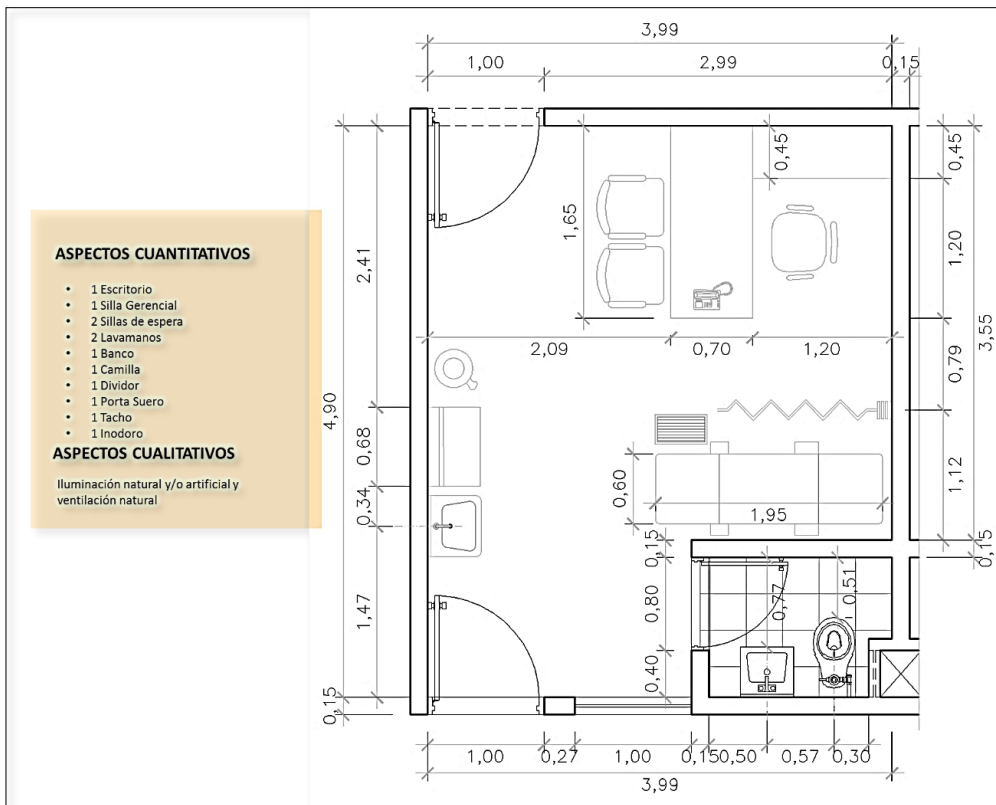 ASPECTOS CUANTITATIVOS
• 1 Escritorio
• 1 Silla Gerencial
• 2 Sillas de espera
• 2 Lavamanos
• 1 Banco
• 1 Camilla
• 1 Dividor
• 1 Porta Suero
• 1 Tacho
• 1 Inodoro
ASPECTOS CUALITATIVOS
Iluminación natural y/o artificial y
ventilación natural
3,99
1,00 2,99 0,15
0,45 0,45
1,65
2,41
1,20
3,55
2,09 0,70 1,20
0,79
4,90
0,68
0,60
1,12
0,34
1,95
0,15 0,15
0,77 0,51
1,47
0,80
0,40
0,15
1,00 0,27 1,00 0,15 0,50 0,57 0,30
3,99